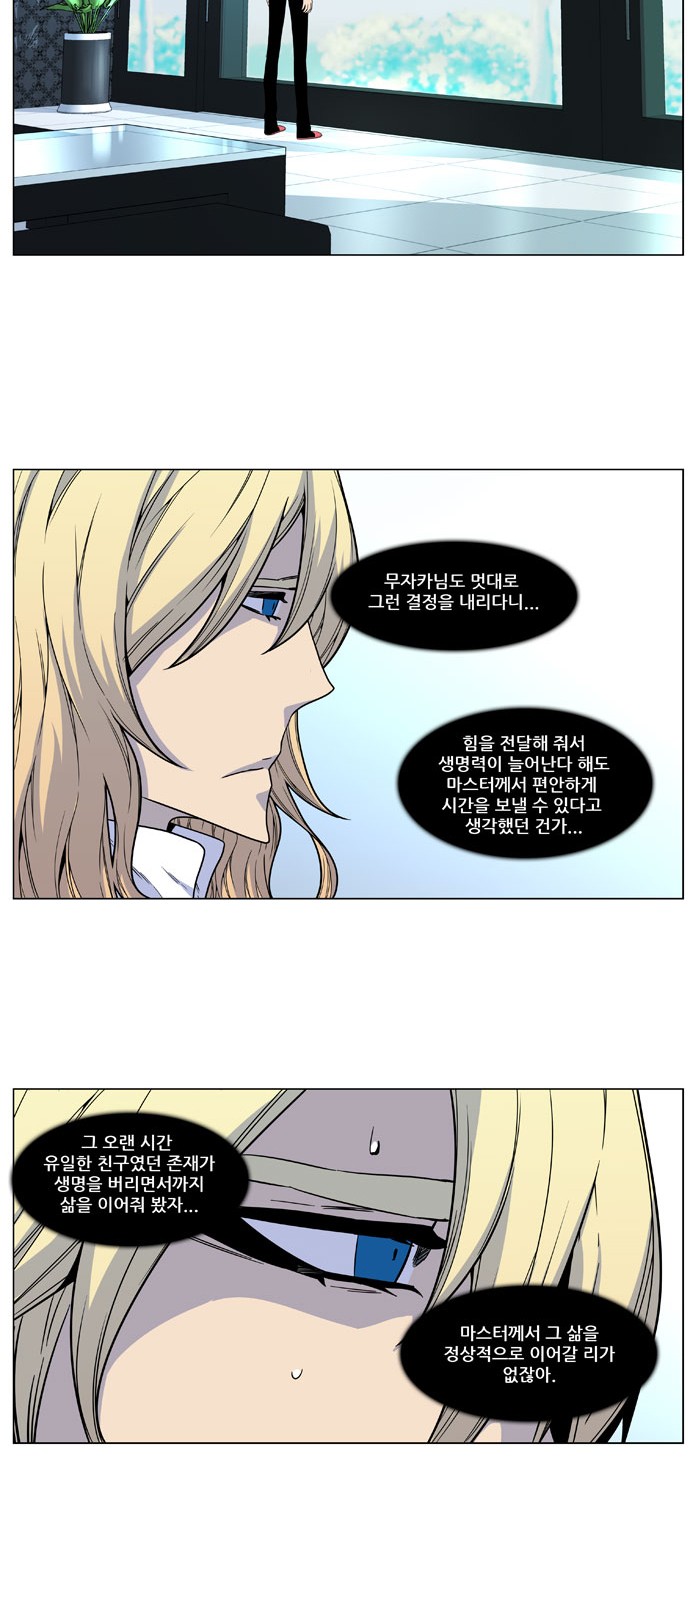 무자카님도 멋대로
그런 결정을 내리다니...
힘을 전달해 줘서
생명력이 늘어난다 해도
마스터께서 편안하게
시간을 보낼 수 있다고
생각했던 건가...
그 오랜 시간
유일한 친구였던 존재가
생명을 버리면서까지
삶을 이어줘 봤자...
마스터께서 그 삶을
정상적으로 이어갈 리가
없잖아.